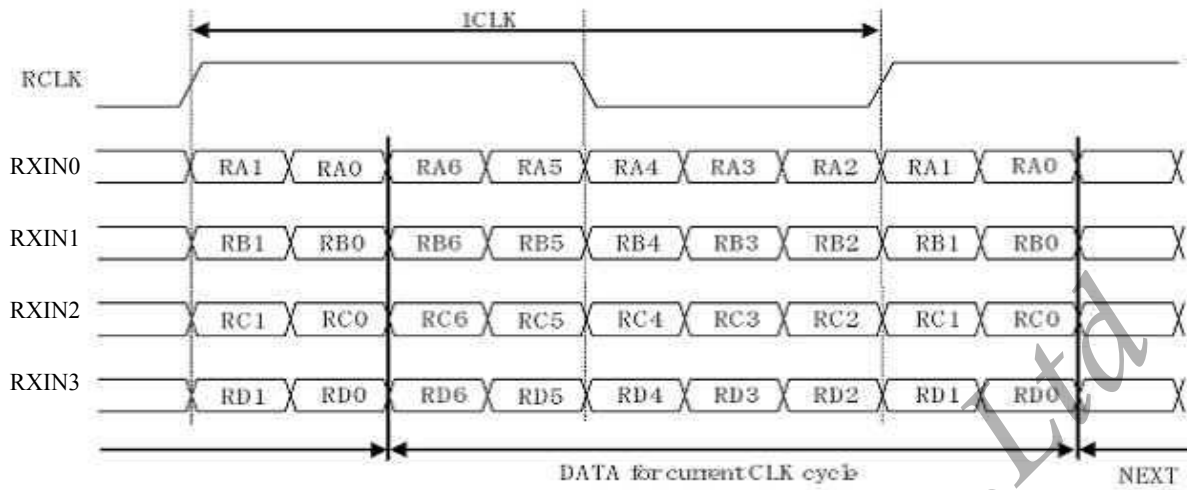 1CLK
RCLK
RXIN0 RA1 RA0 RA6 RA5 RA4 RA3 RA2 RA1 RA0
RXIN1 RB1 RB0 RB6 RB5 RB4 RB3 RB2 RB1 RB0
RXIN2 RC1 RC0 RC6 RC5 RC4 RC3 RC2 RC1 RC0
RXIN3 RD1 RD0 RD6 RD5 RD4 RD3 RD2 RD1 RD0
DATA for current CLK cycle NEXT
Ltd